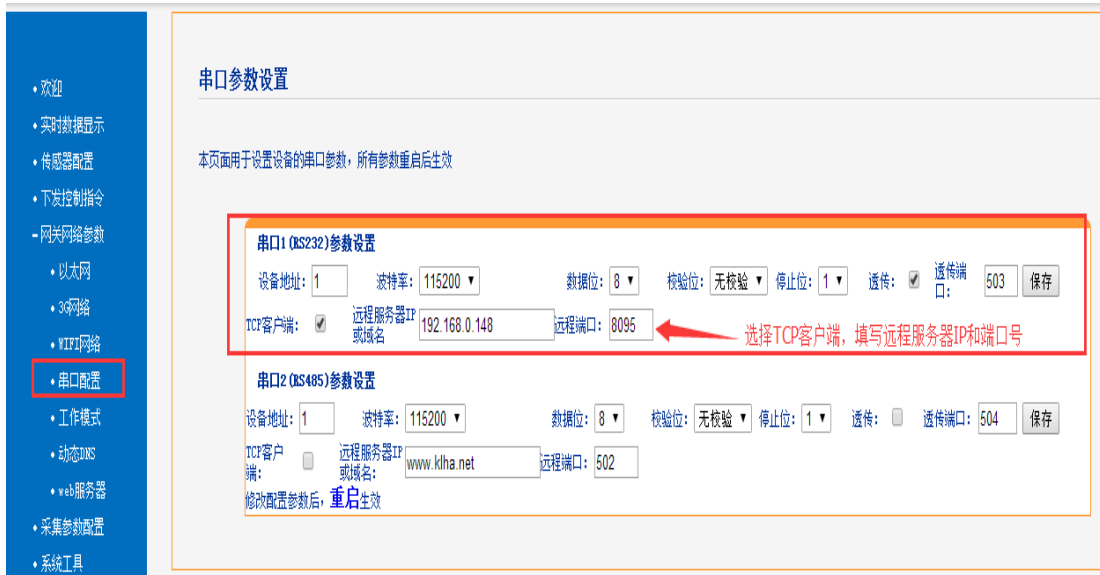 串口参数设置
• 欢迎
• 实时数据显示
• 传感器配置
• 下发控制指令
- 网关网络参数
• 以太网
• 3G网络
• WIFI网络
• 串口配置
• 工作模式
• 动态DNS
• web服务器
• 采集参数配置
• 系统工具
本页面用于设置设备的串口参数，所有参数重启后生效
串口1(RS232)参数设置
设备地址: 1 波特率: 115200 数据位: 8 校验位: 无校验 停止位: 1 透传: 透传端口: 503 保存
TCP客户端: 远程服务器IP或域名 192.168.0.148 远程端口: 8095
选择TCP客户端，填写远程服务器IP和端口号
串口2(RS485)参数设置
设备地址: 1 波特率: 115200 数据位: 8 校验位: 无校验 停止位: 1 透传: 透传端口: 504 保存
TCP客户端: 远程服务器IP或域名: www.klha.net 远程端口: 502
修改配置参数后，重启生效